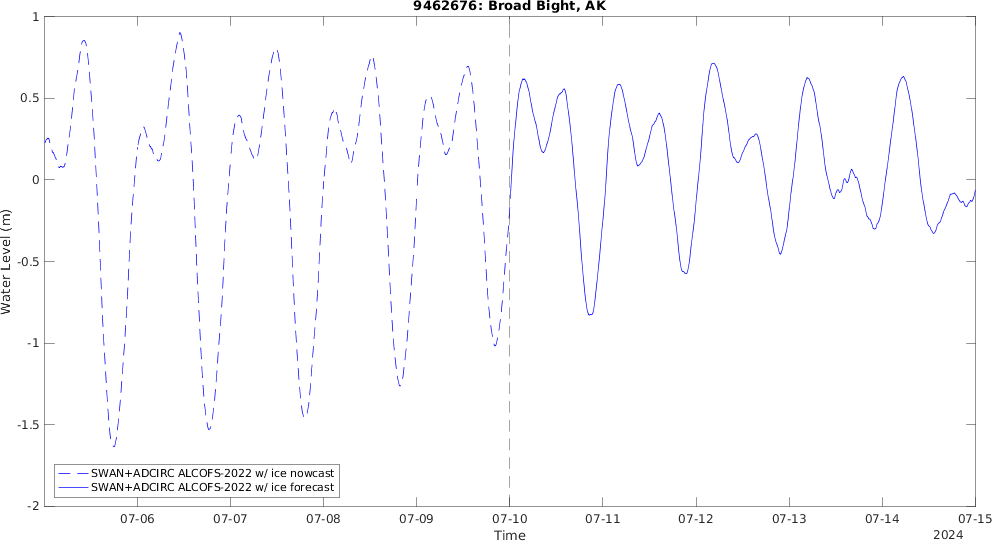 9462676: Broad Bight, AK
1
0.5
0
-0.5
-1
-1.5
-2
Water Level (m)
SWAN+ADCIRC ALCOFS-2022 w/ ice nowcast
SWAN+ADCIRC ALCOFS-2022 w/ ice forecast
07-06 07-07 07-08 07-09 07-10 07-11 07-12 07-13 07-14 07-15
Time
2024